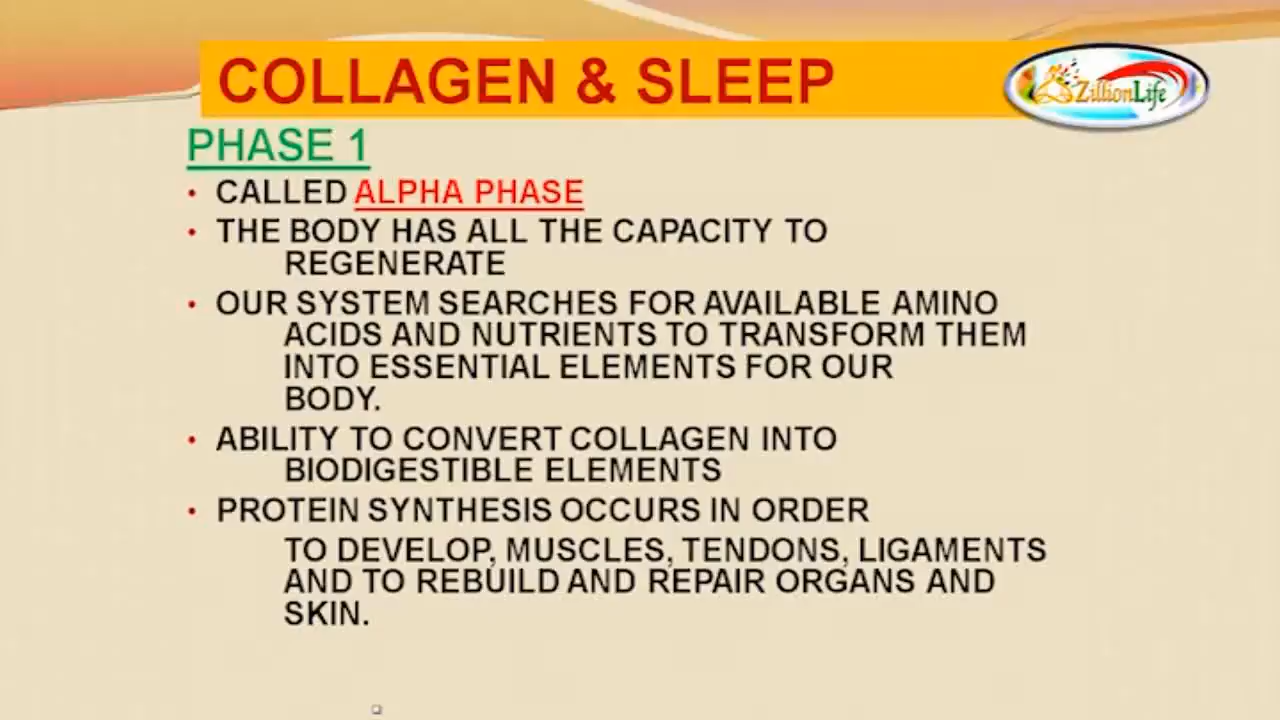 COLLAGEN & SLEEP
ZillionLife
PHASE 1
• CALLED ALPHA PHASE
• THE BODY HAS ALL THE CAPACITY TO
REGENERATE
• OUR SYSTEM SEARCHES FOR AVAILABLE AMINO
ACIDS AND NUTRIENTS TO TRANSFORM THEM
INTO ESSENTIAL ELEMENTS FOR OUR
BODY.
• ABILITY TO CONVERT COLLAGEN INTO
BIODIGESTIBLE ELEMENTS
• PROTEIN SYNTHESIS OCCURS IN ORDER
TO DEVELOP, MUSCLES, TENDONS, LIGAMENTS
AND TO REBUILD AND REPAIR ORGANS AND
SKIN.